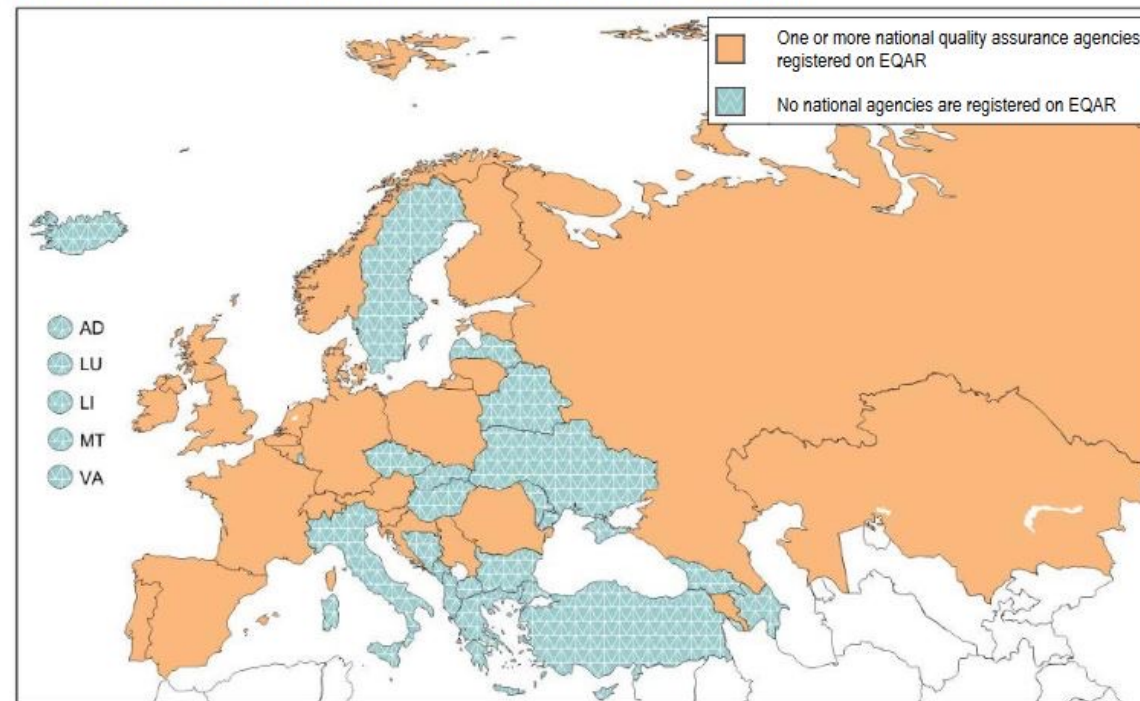 One or more national quality assurance agencies
registered on EQAR
No national agencies are registered on EQAR
AD
LU
LI
MT
VA